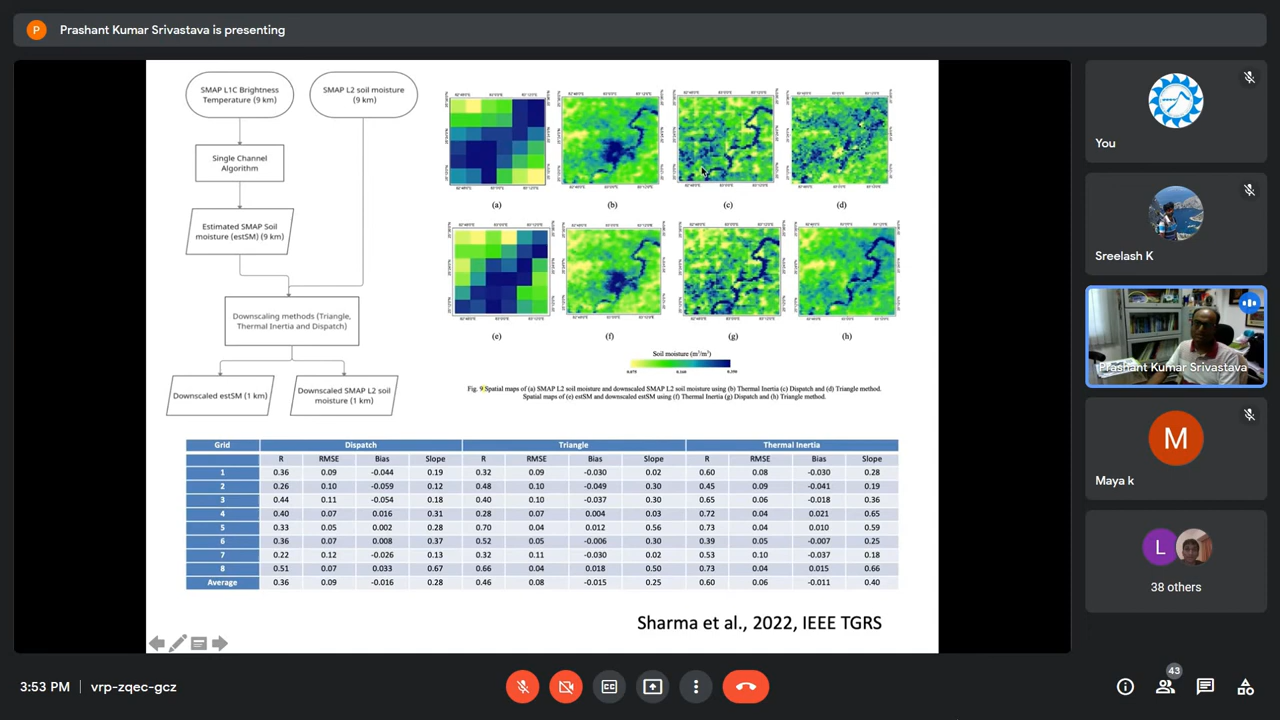 P
Prashant Kumar Srivastava is presenting
SMAP L1C Brightness
Temperature (9 km)
SMAP L2 soil moisture
(9 km)
Single Channel
Algorithm
Estimated SMAP Soil
moisture (estSM) (9 km)
Downscaling methods (Triangle,
Thermal Inertia and Dispatch)
Downscaled estSM (1 km)
Downscaled SMAP L2 soil
moisture (1 km)
(a) (b) (c) (d)
(e) (f) (g) (h)
Soil moisture (m³/m³)
Fig. 9 Spatial maps of (a) SMAP L2 soil moisture and downscaled SMAP L2 soil moisture using (b) Thermal Inertia (c) Dispatch and (d) Triangle method.
Spatial maps of (e) estSM and downscaled estSM using (f) Thermal Inertia (g) Dispatch and (h) Triangle method.
Grid Dispatch Triangle Thermal Inertia
R RMSE Bias Slope R RMSE Bias Slope R RMSE Bias Slope
1 0.36 0.09 -0.044 0.19 0.32 0.09 -0.030 0.02 0.60 0.08 -0.030 0.28
2 0.26 0.10 -0.059 0.12 0.48 0.10 -0.049 0.30 0.45 0.09 -0.041 0.19
3 0.44 0.11 -0.054 0.18 0.40 0.10 -0.037 0.30 0.65 0.06 -0.018 0.36
4 0.40 0.07 0.016 0.31 0.28 0.07 0.004 0.03 0.72 0.04 0.021 0.65
5 0.33 0.05 0.002 0.28 0.70 0.04 0.012 0.56 0.73 0.04 0.010 0.59
6 0.36 0.07 0.008 0.37 0.52 0.05 -0.006 0.30 0.39 0.05 -0.007 0.25
7 0.22 0.12 -0.026 0.13 0.32 0.11 -0.030 0.02 0.53 0.10 -0.037 0.18
8 0.51 0.07 0.033 0.67 0.66 0.04 0.018 0.50 0.73 0.04 0.015 0.66
Average 0.36 0.09 -0.016 0.28 0.46 0.08 -0.015 0.25 0.60 0.06 -0.011 0.40
Sharma et al., 2022, IEEE TGRS
You
Sreelash K
Prashant Kumar Srivastava
M
Maya k
L
38 others
3:53 PM | vrp-zqec-gcz
43